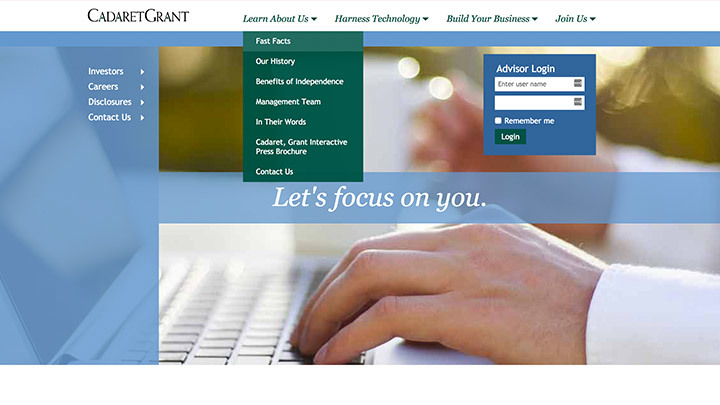 CADARETGRANT
Learn About Us
Harness Technology
Build Your Business
Join Us
Fast Facts
Our History
Benefits of Independence
Management Team
In Their Words
Cadaret, Grant Interactive
Press Brochure
Contact Us
Investors
Careers
Disclosures
Contact Us
Advisor Login
Enter user name
Remember me
Login
Let's focus on you.